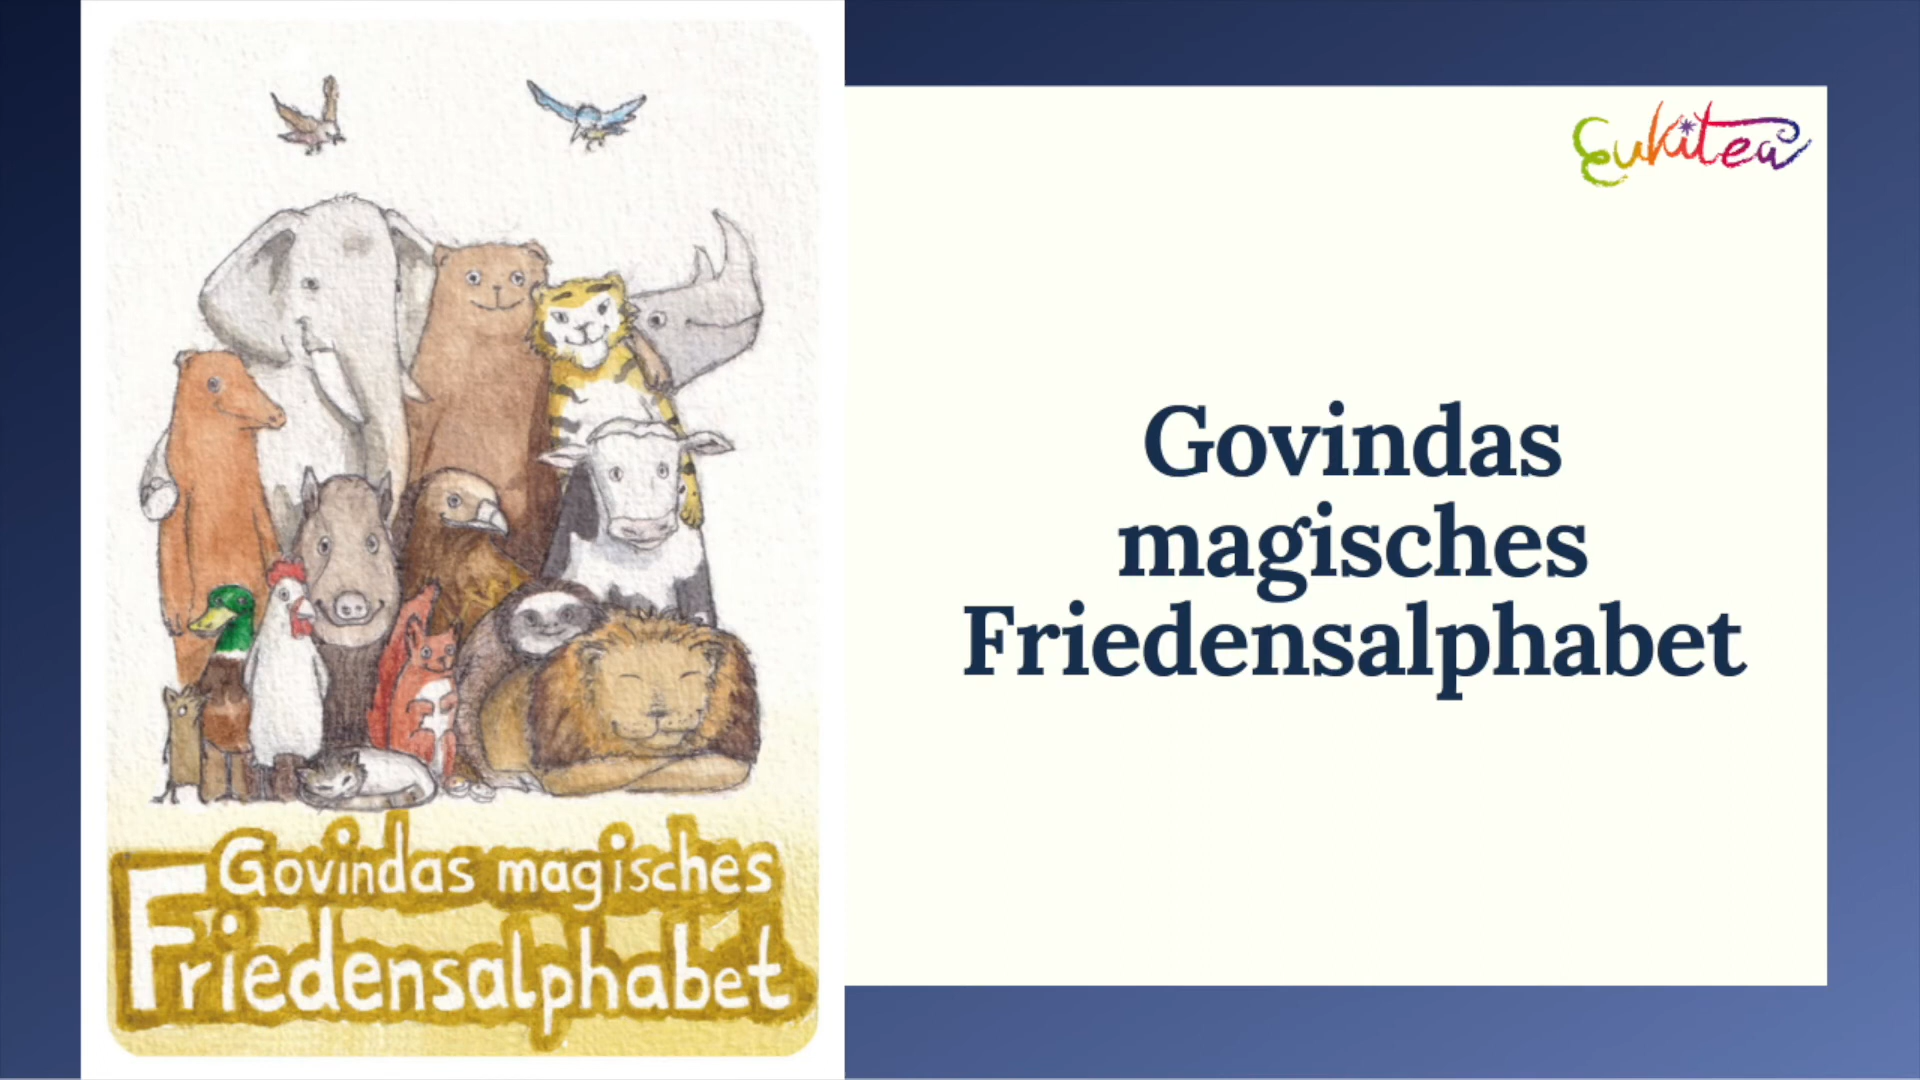 Govindas magisches
Friedensalphabet
Eukitea
Govindas
magisches
Friedensalphabet